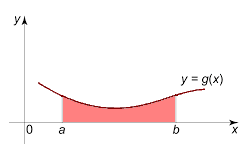 y
y = g(x)
0 a b x